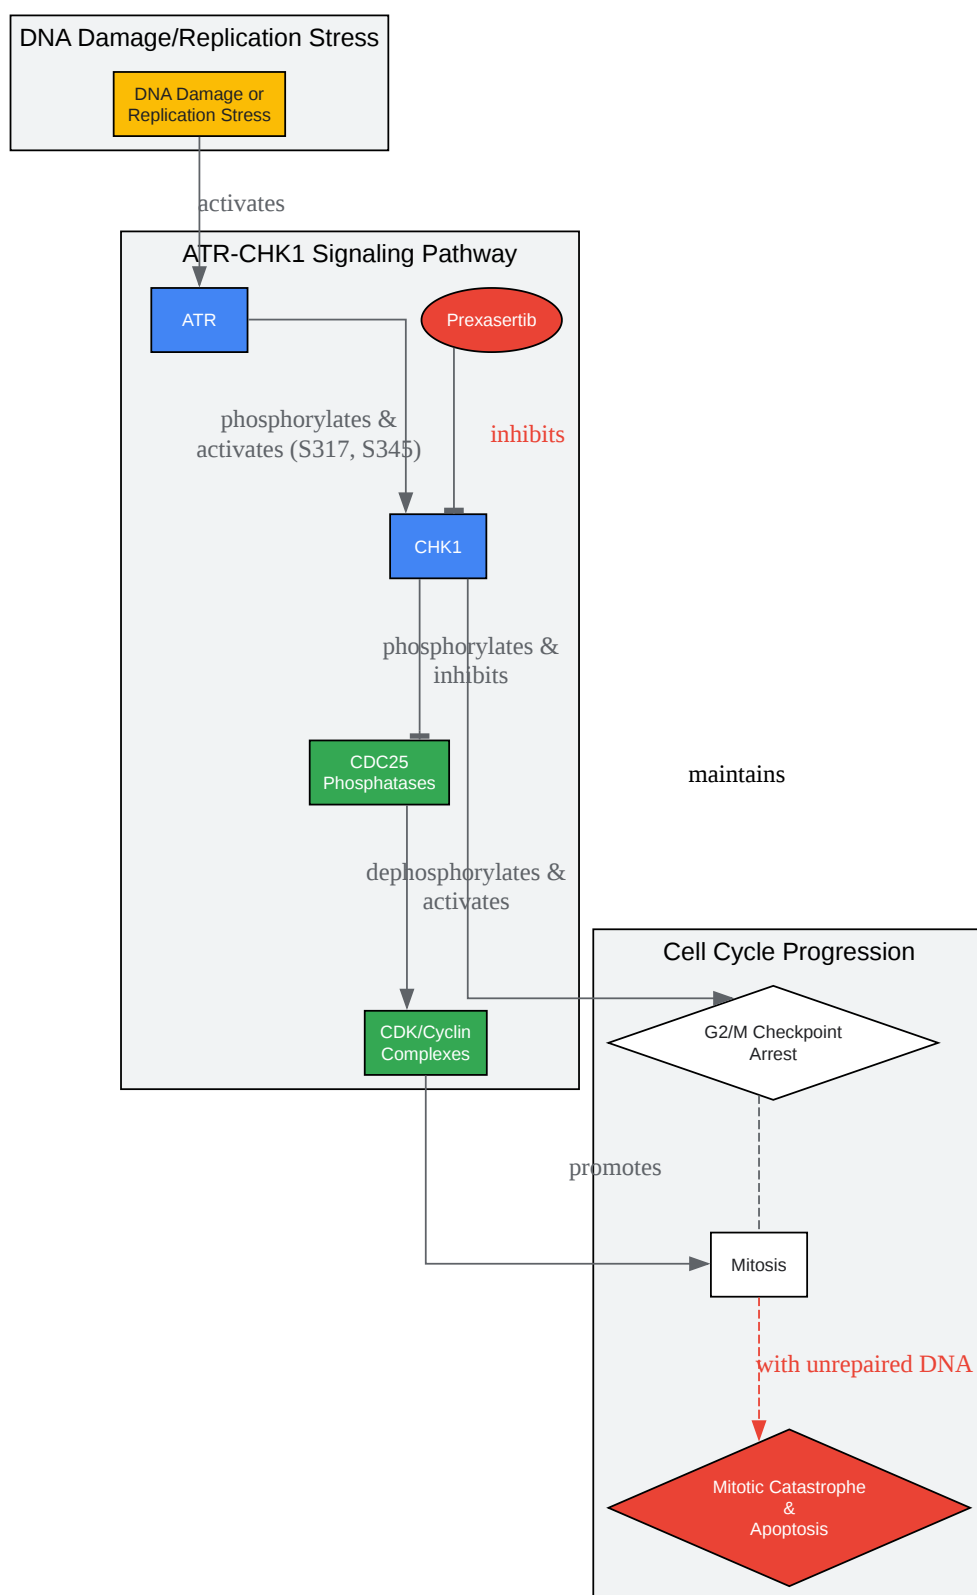 DNA Damage/Replication Stress
DNA Damage or
Replication Stress
activates
ATR-CHK1 Signaling Pathway
ATR
Prexasertib
phosphorylates &
activates (S317, S345)
inhibits
CHK1
phosphorylates &
inhibits
CDC25
Phosphatases
maintains
dephosphorylates &
activates
Cell Cycle Progression
CDK/Cyclin
Complexes
G2/M Checkpoint
Arrest
promotes
Mitosis
with unrepaired DNA
Mitotic Catastrophe
&
Apoptosis